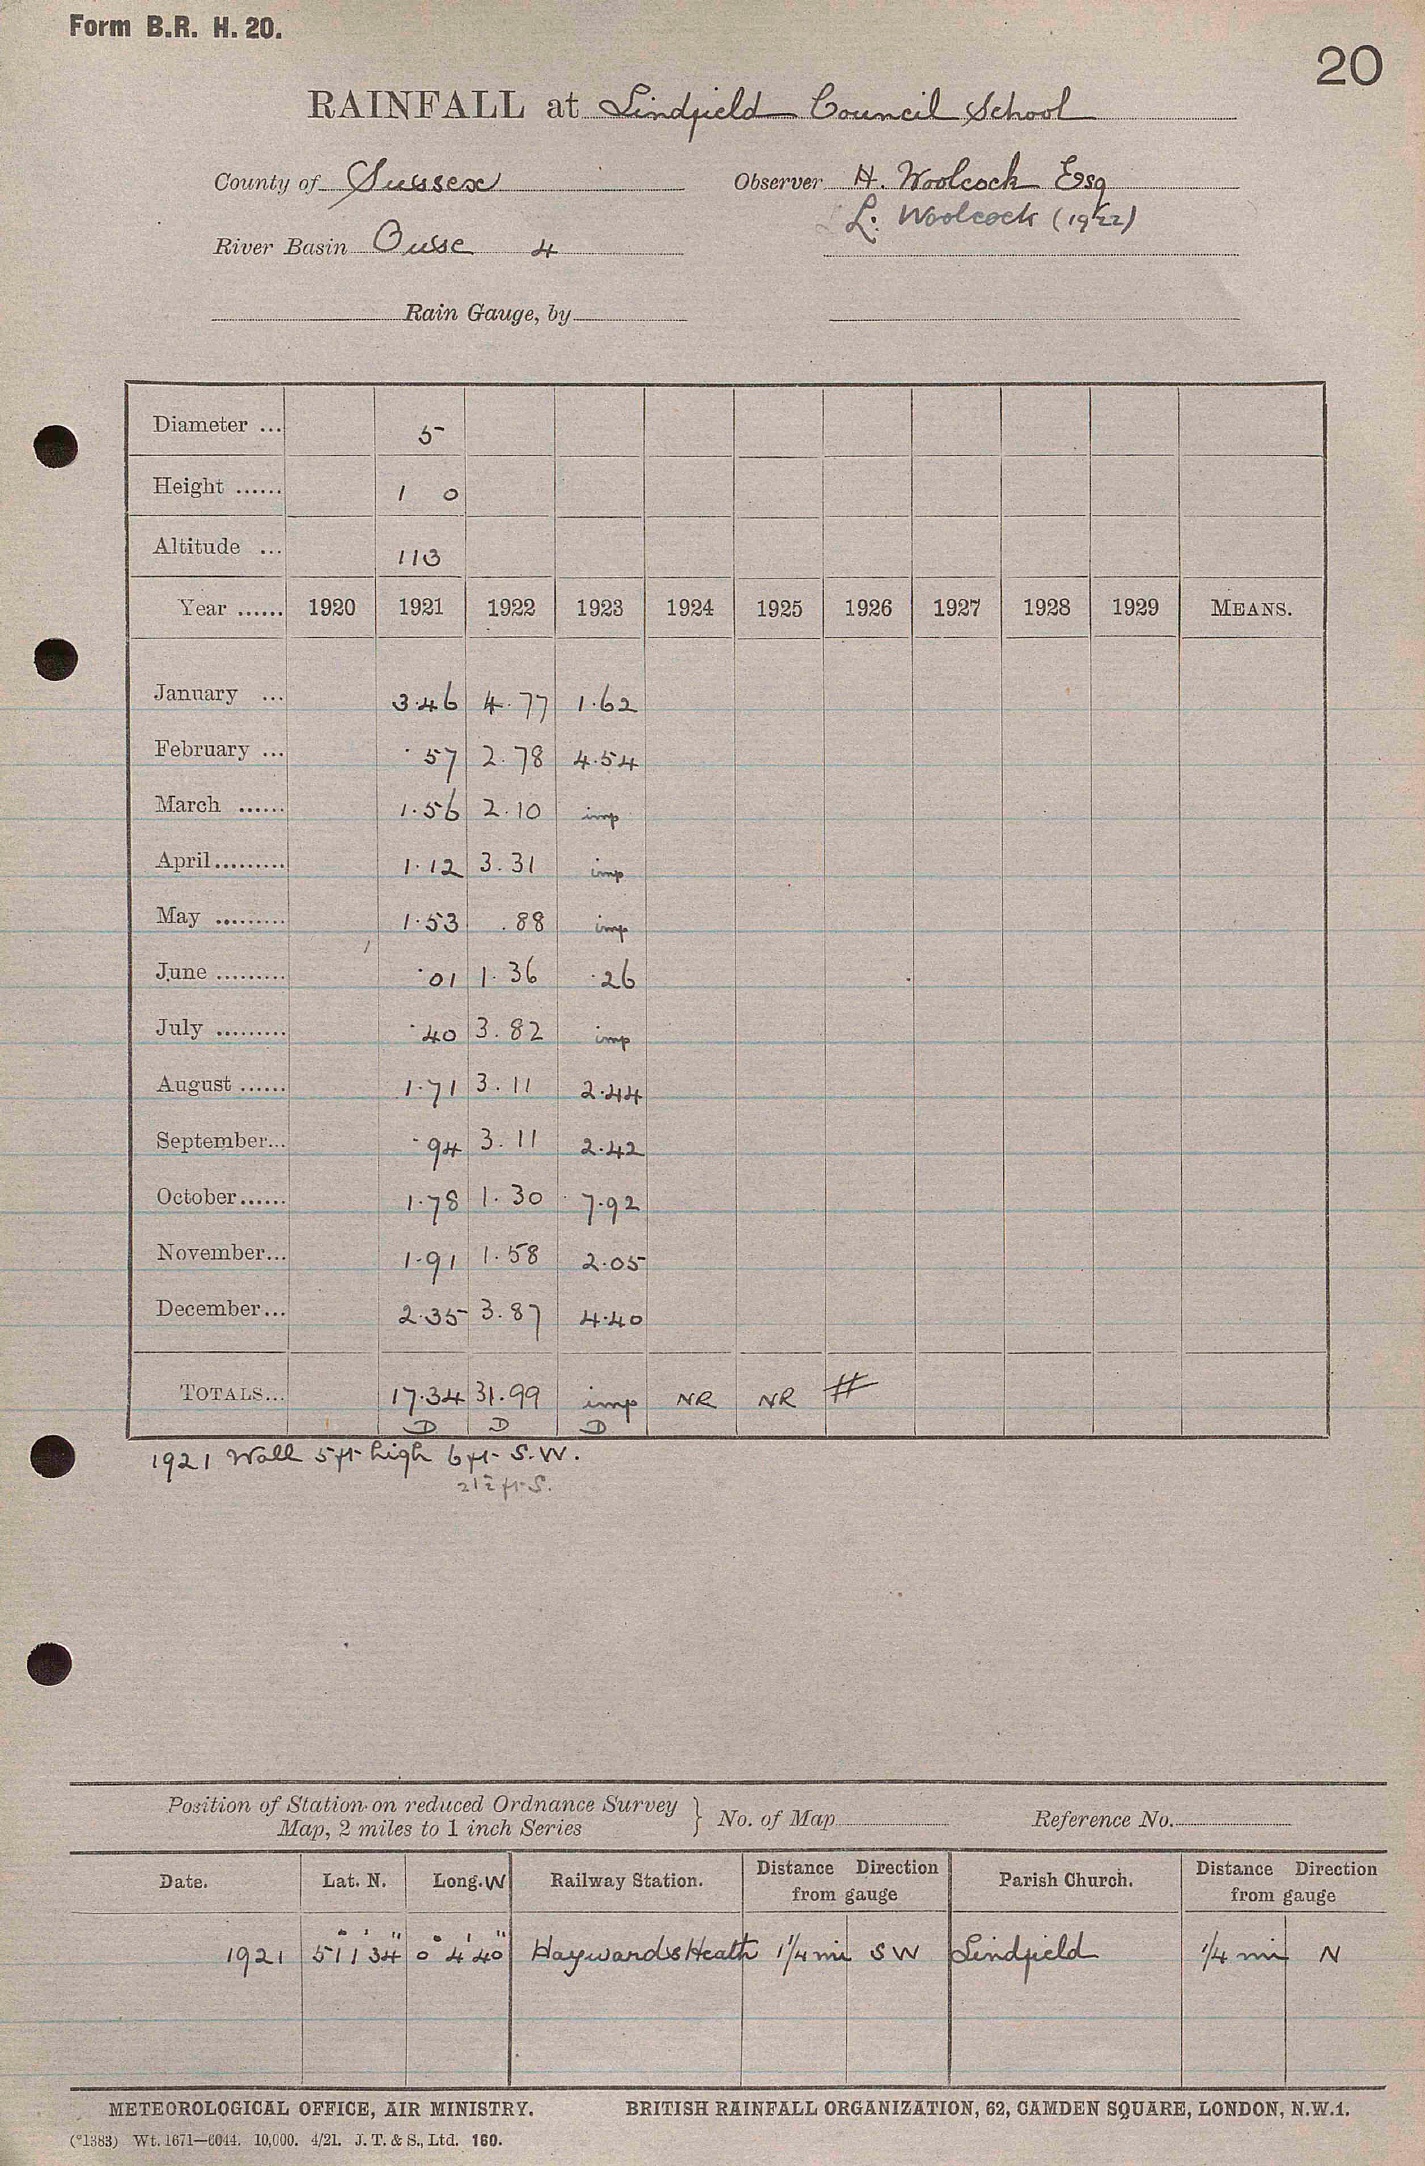 Form B.R. H. 20.
20
RAINFALL at Lindfield Council School
County of Sussex Observer H. Woolcock Esq
L. Woolcock (1922)
River Basin Ouse 4
Rain Gauge, by
Diameter ... 5
Height ...... 1 0
Altitude ... 113
Year ...... 1920 1921 1922 1923 1924 1925 1926 1927 1928 1929 MEANS.
January ... 3.46 4.77 1.62
February ... .57 2.78 4.54
March ...... 1.56 2.10 imp
April......... 1.12 3.31 imp
May ......... 1.53 .88 imp
June ......... .01 1.36 .26
July ......... .40 3.82 imp
August ...... 1.71 3.11 2.44
September... .94 3.11 2.42
October...... 1.78 1.30 7.92
November... 1.91 1.58 2.05
December... 2.35 3.87 4.40
TOTALS... 17.34 31.99 imp NR NR #
D D D
1921 Wall 5 ft high 6 ft S.W.
2½ ft S.
Position of Station on reduced Ordnance Survey
Map, 2 miles to 1 inch Series } No. of Map Reference No.
Date. Lat. N. Long. W Railway Station. Distance Direction from gauge Parish Church. Distance Direction from gauge
1921 51° 1' 34" 0° 4' 40" Haywards Heath 1¼ mi SW Lindfield ¼ mi N
METEOROLOGICAL OFFICE, AIR MINISTRY. BRITISH RAINFALL ORGANIZATION, 62, CAMDEN SQUARE, LONDON, N.W.1.
(*1383) Wt. 1671—6044. 10,000. 4/21. J. T. & S., Ltd. 160.